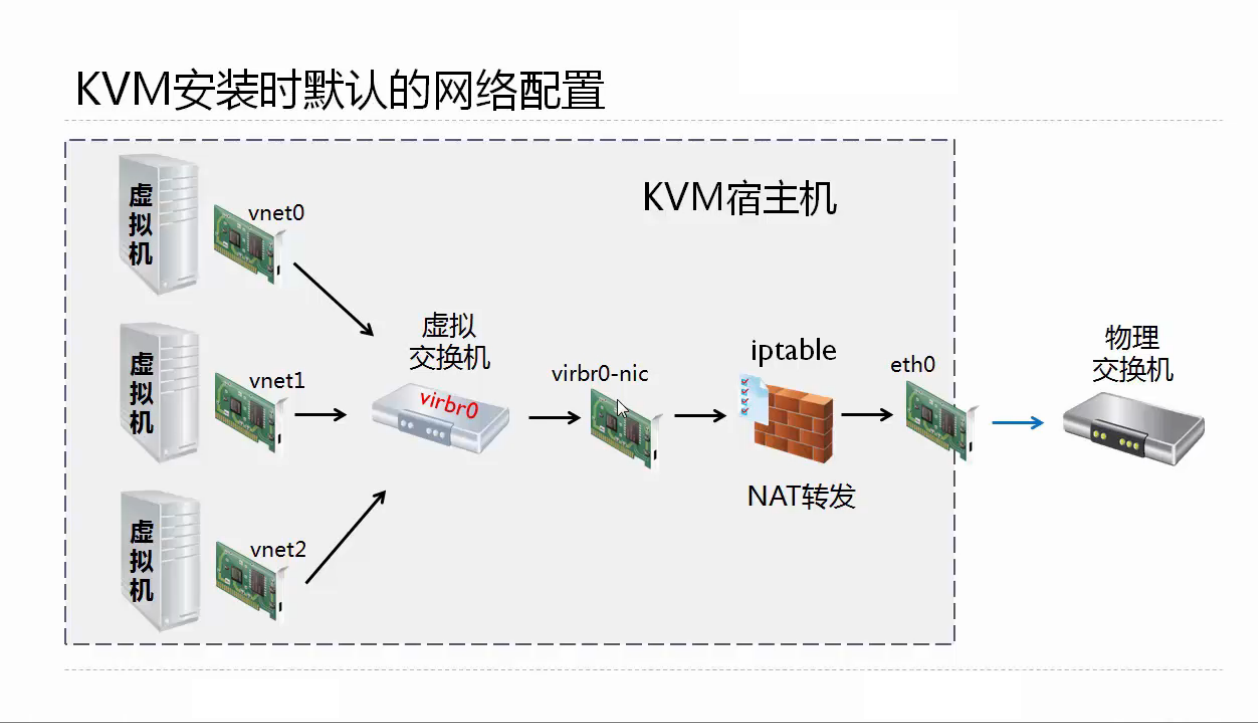 KVM安装时默认的网络配置
KVM宿主机
虚拟机
vnet0
虚拟机
vnet1
虚拟机
vnet2
虚拟
交换机
virbr0
virbr0-nic
iptable
NAT转发
eth0
物理
交换机